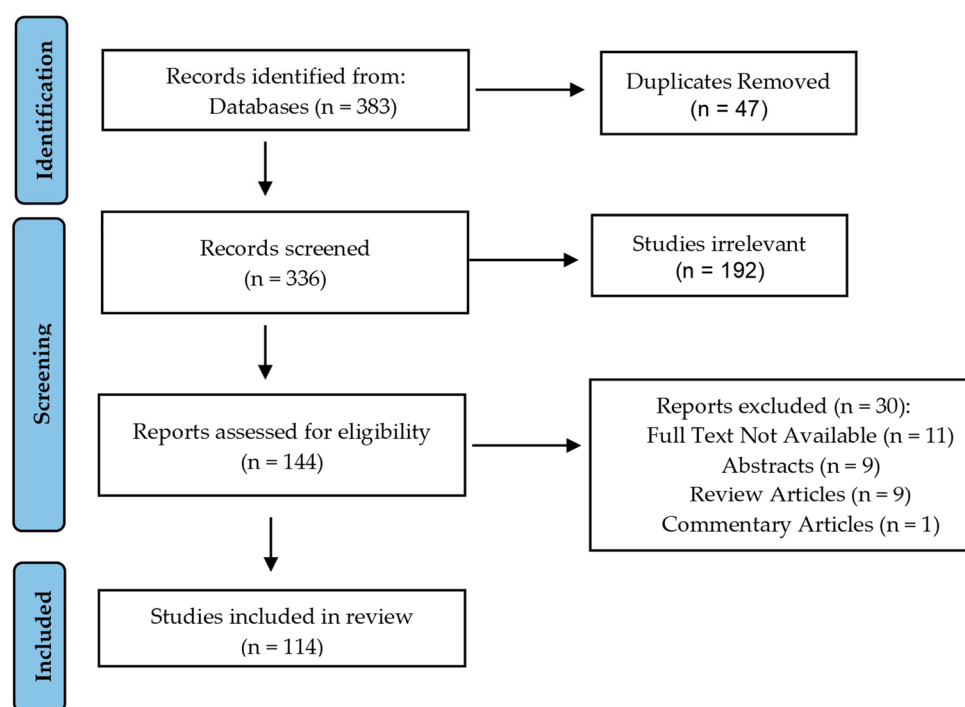 Identification
Records identified from:
Databases (n = 383)
Duplicates Removed
(n = 47)
Screening
Records screened
(n = 336)
Studies irrelevant
(n = 192)
Reports assessed for eligibility
(n = 144)
Reports excluded (n = 30):
Full Text Not Available (n = 11)
Abstracts (n = 9)
Review Articles (n = 9)
Commentary Articles (n = 1)
Included
Studies included in review
(n = 114)